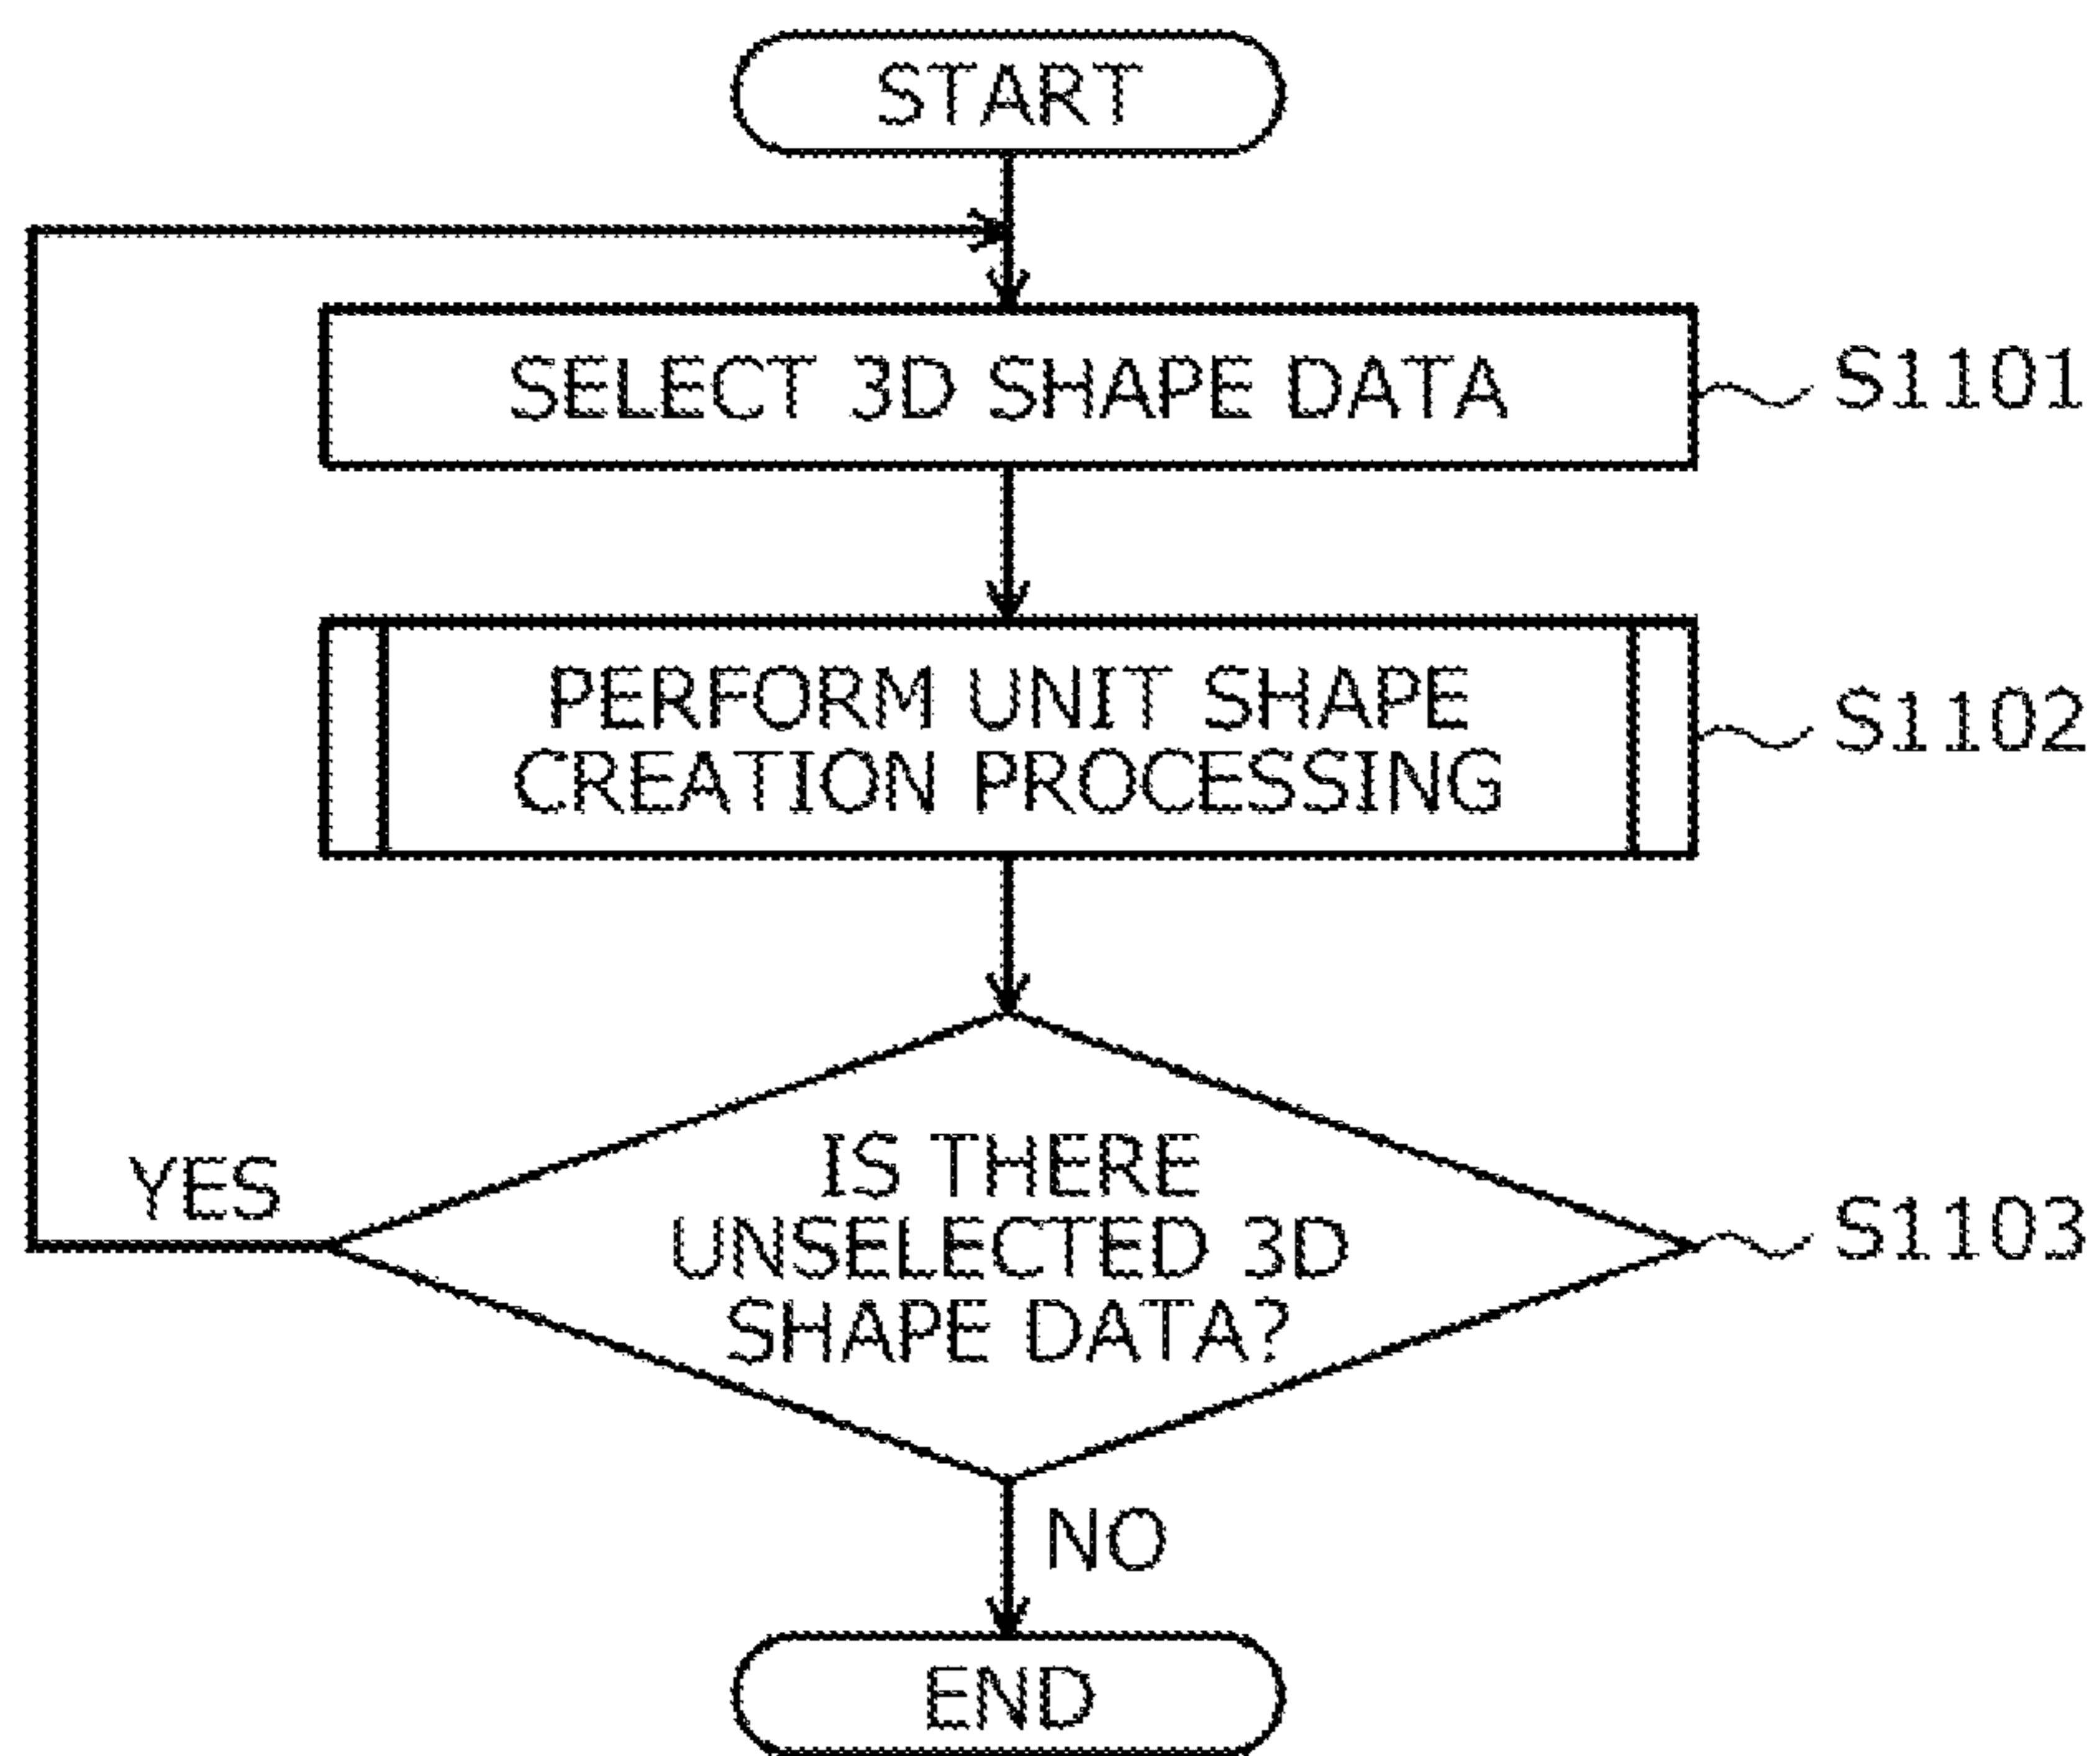 START
SELECT 3D SHAPE DATA
S1101
PERFORM UNIT SHAPE
CREATION PROCESSING
S1102
IS THERE
UNSELECTED 3D
SHAPE DATA?
S1103
YES
NO
END